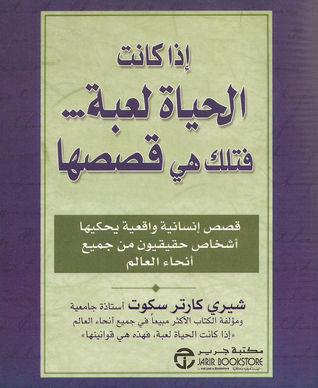 إذا كانت
الحياة لعبة...
فتلك هي قصصها
قصص إنسانية واقعية يحكيها
أشخاص حقيقيون من جميع
أنحاء العالم
شيري كارتر سكوت أستاذة جامعية
ومؤلفة الكتاب الأكثر مبيعاً في جميع أنحاء العالم
«إذا كانت الحياة لعبة، فهذه هي قوانينها»
مكتبة جرير
JARIR BOOKSTORE